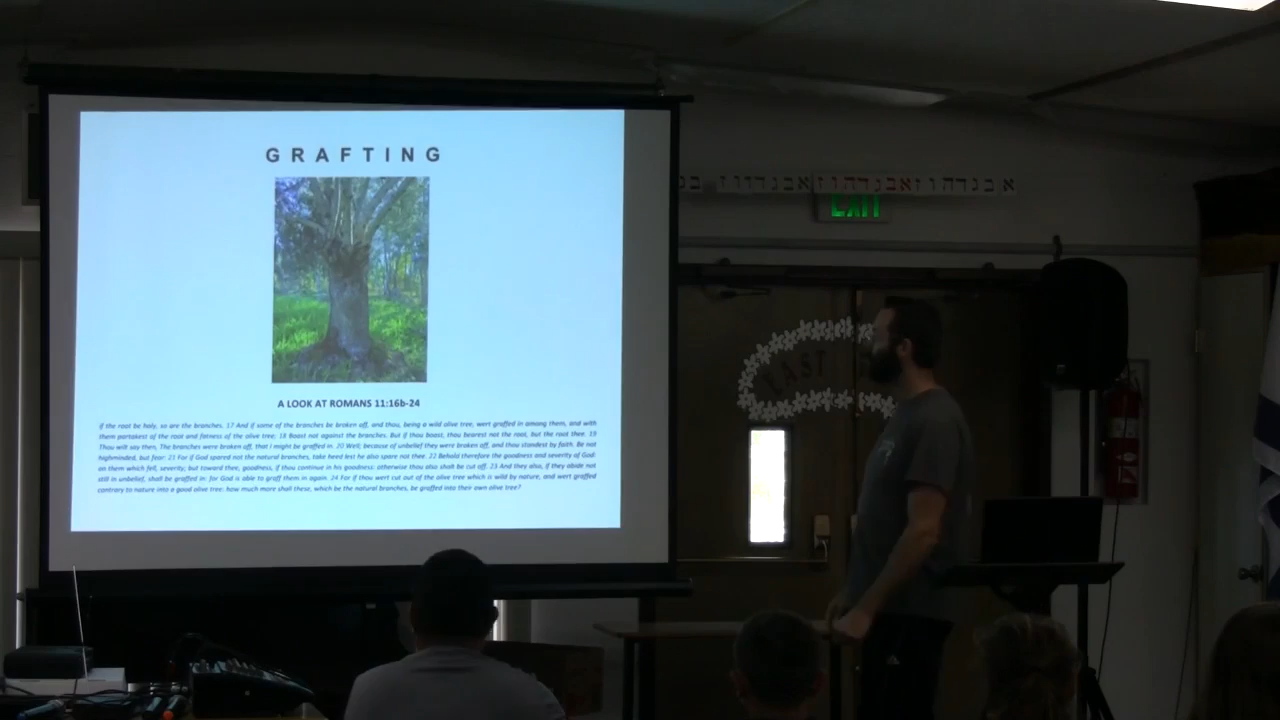 GRAFTING
A LOOK AT ROMANS 11:16b-24
if the root be holy, so are the branches. 17 And if some of the branches be broken off, and thou, being a wild olive tree, wert graffed in among them, and with
them partakest of the root and fatness of the olive tree; 18 Boast not against the branches. But if thou boast, thou bearest not the root, but the root thee. 19
Thou wilt say then, The branches were broken off, that I might be graffed in. 20 Well; because of unbelief they were broken off, and thou standest by faith. Be not
highminded, but fear: 21 For if God spared not the natural branches, take heed lest he also spare not thee. 22 Behold therefore the goodness and severity of God:
on them which fell, severity; but toward thee, goodness, if thou continue in his goodness: otherwise thou also shalt be cut off. 23 And they also, if they abide not
still in unbelief, shall be graffed in: for God is able to graff them in again. 24 For if thou wert cut out of the olive tree which is wild by nature, and wert graffed
contrary to nature into a good olive tree: how much more shall these, which be the natural branches, be graffed into their own olive tree?
EXIT
EAST